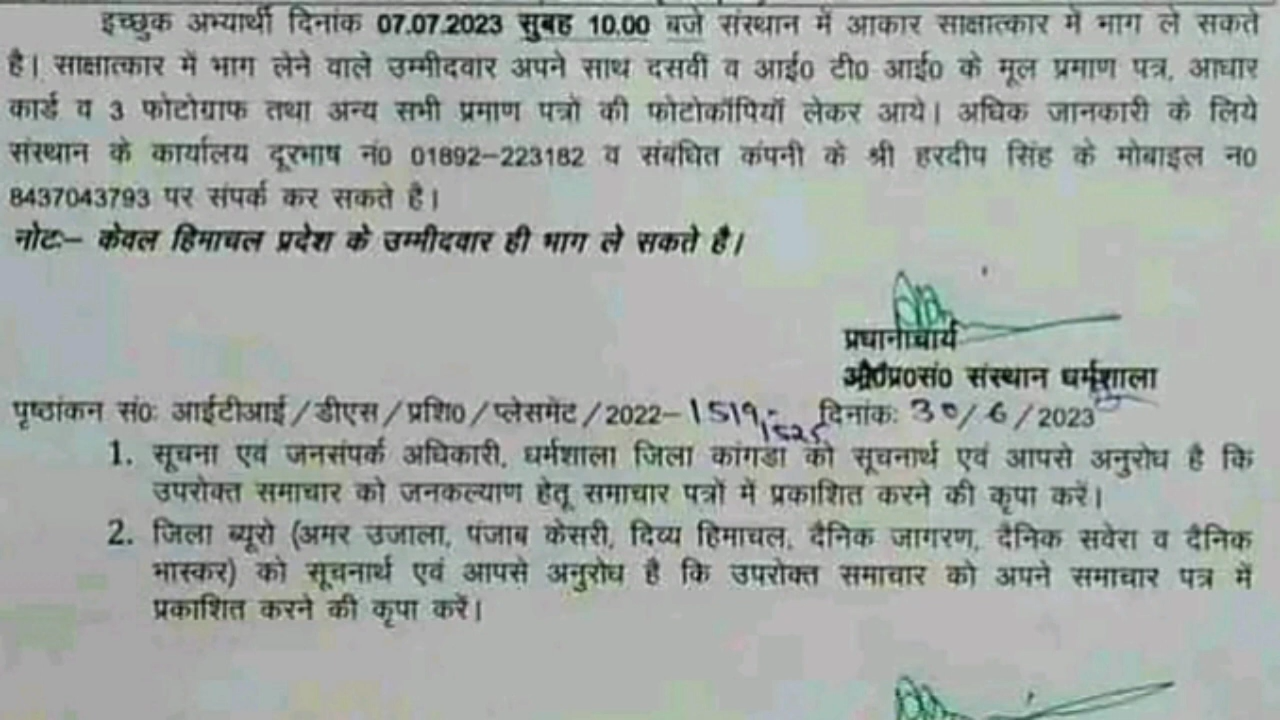 इच्छुक अभ्यार्थी दिनांक 07.07.2023 सुबह 10.00 बजे संस्थान में आकार साक्षात्कार में भाग ले सकते
है। साक्षात्कार में भाग लेने वाले उम्मीदवार अपने साथ दसवीं व आई0 टी0 आई0 के मूल प्रमाण पत्र, आधार
कार्ड व 3 फोटोग्राफ तथा अन्य सभी प्रमाण पत्रों की फोटोकॉपियॉ लेकर आये। अधिक जानकारी के लिये
संस्थान के कार्यालय दूरभाष नं0 01892–223182 व संबंधित कंपनी के श्री हरदीप सिंह के मोबाइल न0
8437043793 पर संपर्क कर सकते है।
नोटः– केवल हिमाचल प्रदेश के उम्मीदवार ही भाग ले सकते है।
प्रधानाचार्य
औ0प्र0सं0 संस्थान धर्मशाला
पृष्ठांकन सं0: आईटीआई/डीएस/प्रशि0/प्लेसमेंट/2022–1519-1525 दिनांक: 30/6/2023
1. सूचना एवं जनसंपर्क अधिकारी, धर्मशाला जिला कांगडा को सूचनार्थ एवं आपसे अनुरोध है कि
उपरोक्त समाचार को जनकल्याण हेतू समाचार पत्रों में प्रकाशित करने की कृपा करें।
2. जिला ब्यूरो (अमर उजाला, पंजाब केसरी, दिव्य हिमाचल, दैनिक जागरण, दैनिक सवेरा व दैनिक
भास्कर) को सूचनार्थ एवं आपसे अनुरोध है कि उपरोक्त समाचार को अपने समाचार पत्र में
प्रकाशित करने की कृपा करें।